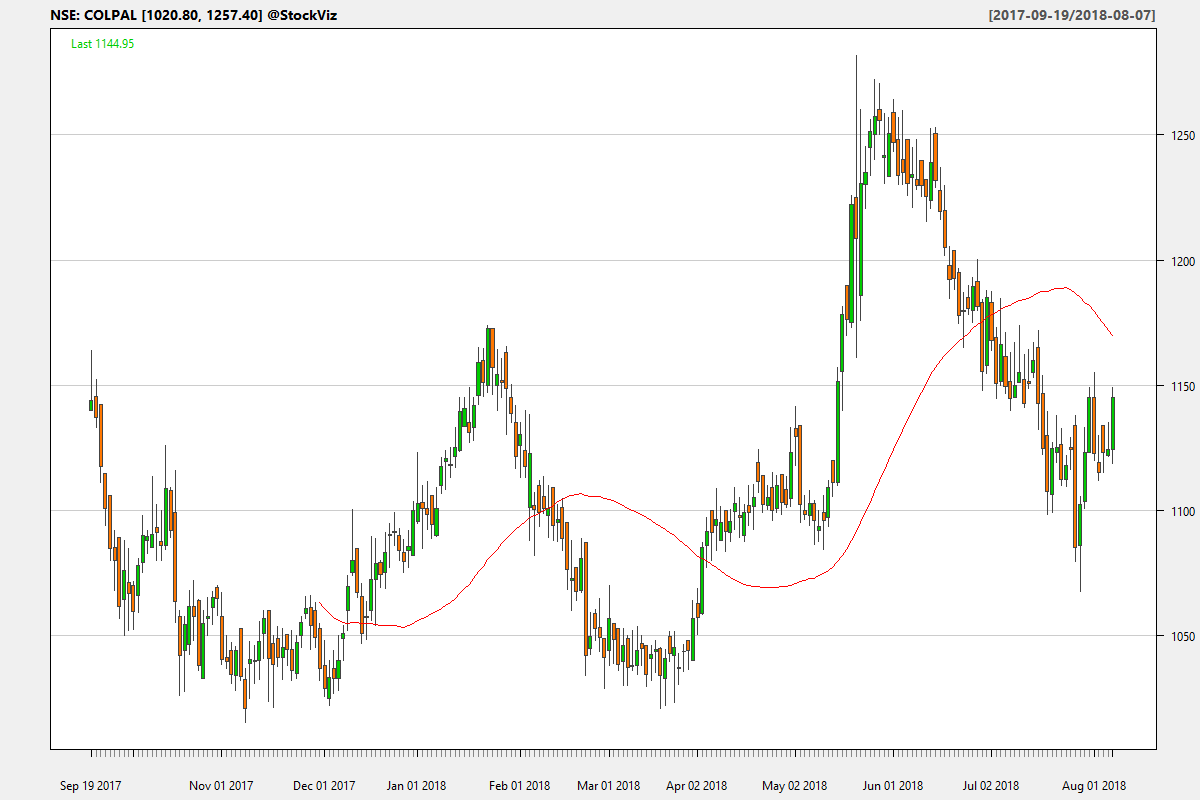 NSE: COLPAL [1020.80, 1257.40] @StockViz
[2017-09-19/2018-08-07]
Last 1144.95
1250
1200
1150
1100
1050
Sep 19 2017
Nov 01 2017
Dec 01 2017
Jan 01 2018
Feb 01 2018
Mar 01 2018
Apr 02 2018
May 02 2018
Jun 01 2018
Jul 02 2018
Aug 01 2018